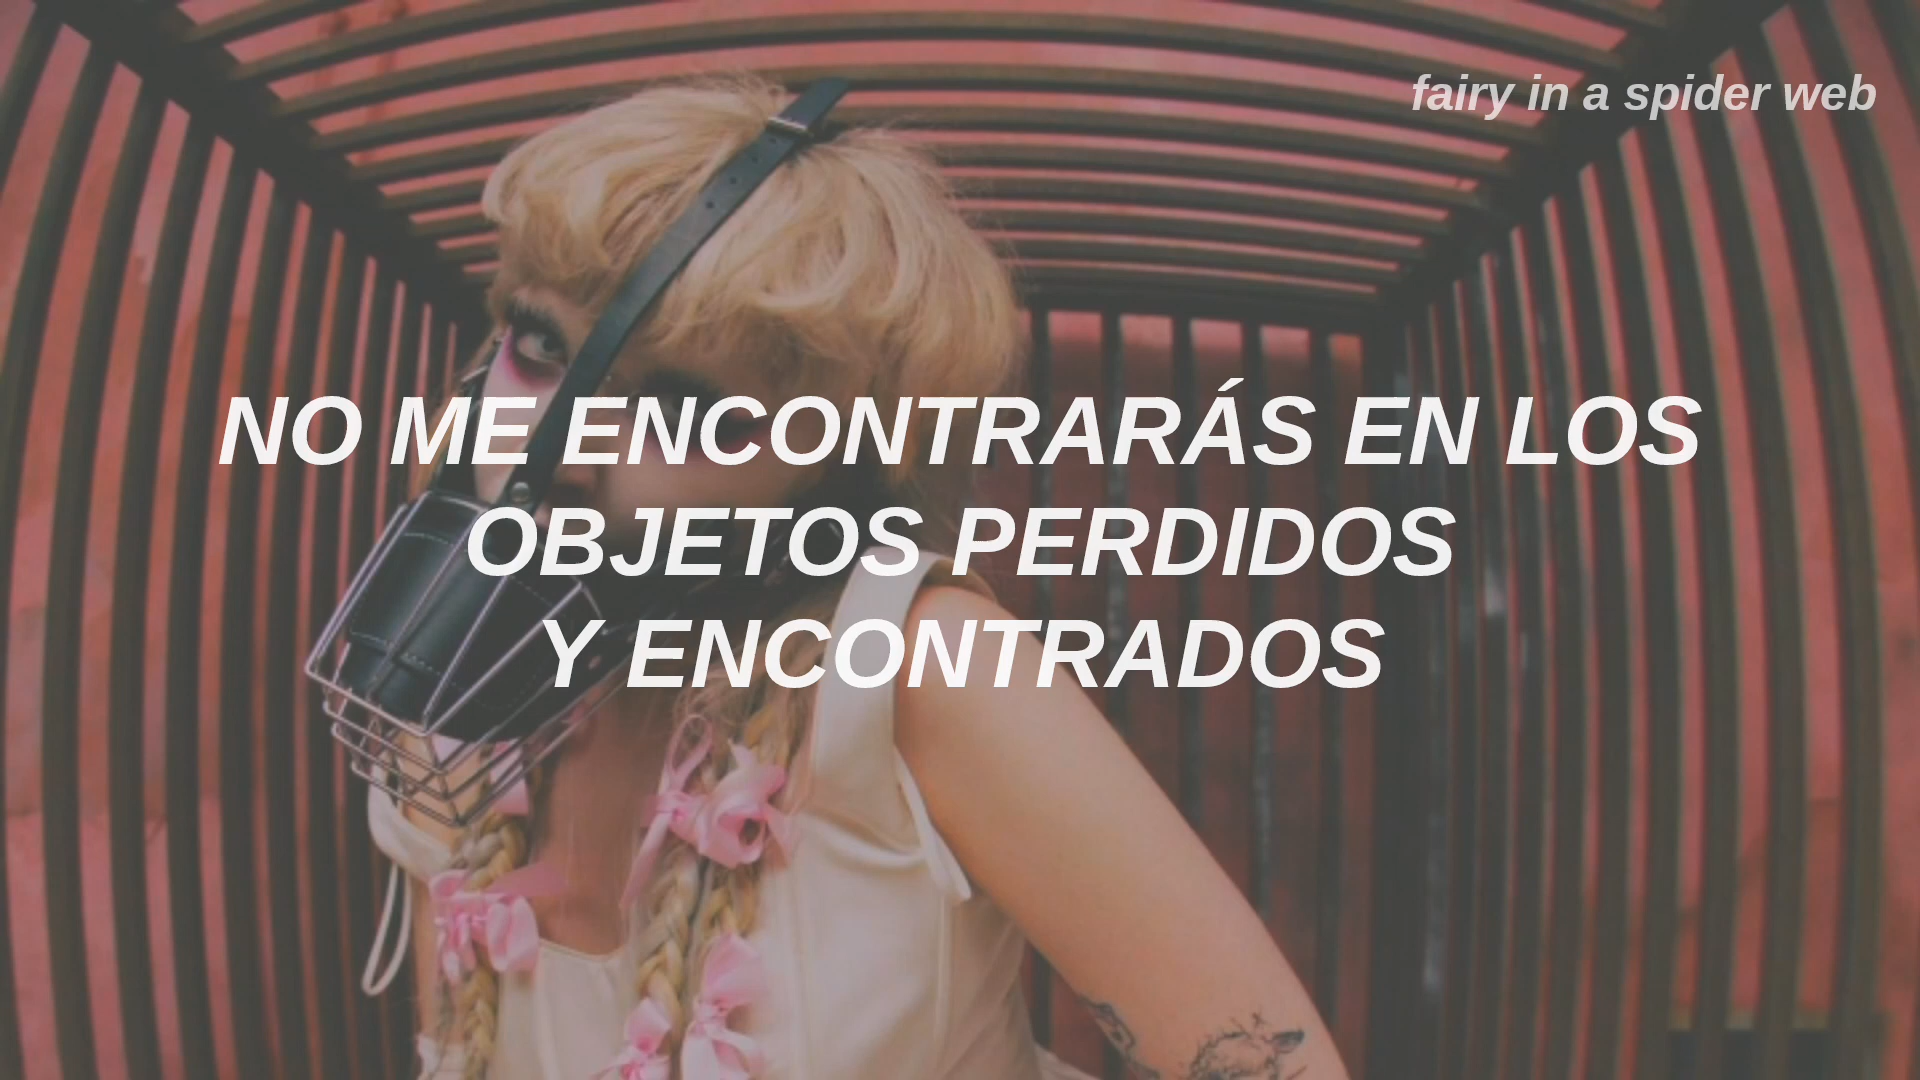 fairy in a spider web
NO ME ENCONTRARÁS EN LOS
OBJETOS PERDIDOS
Y ENCONTRADOS